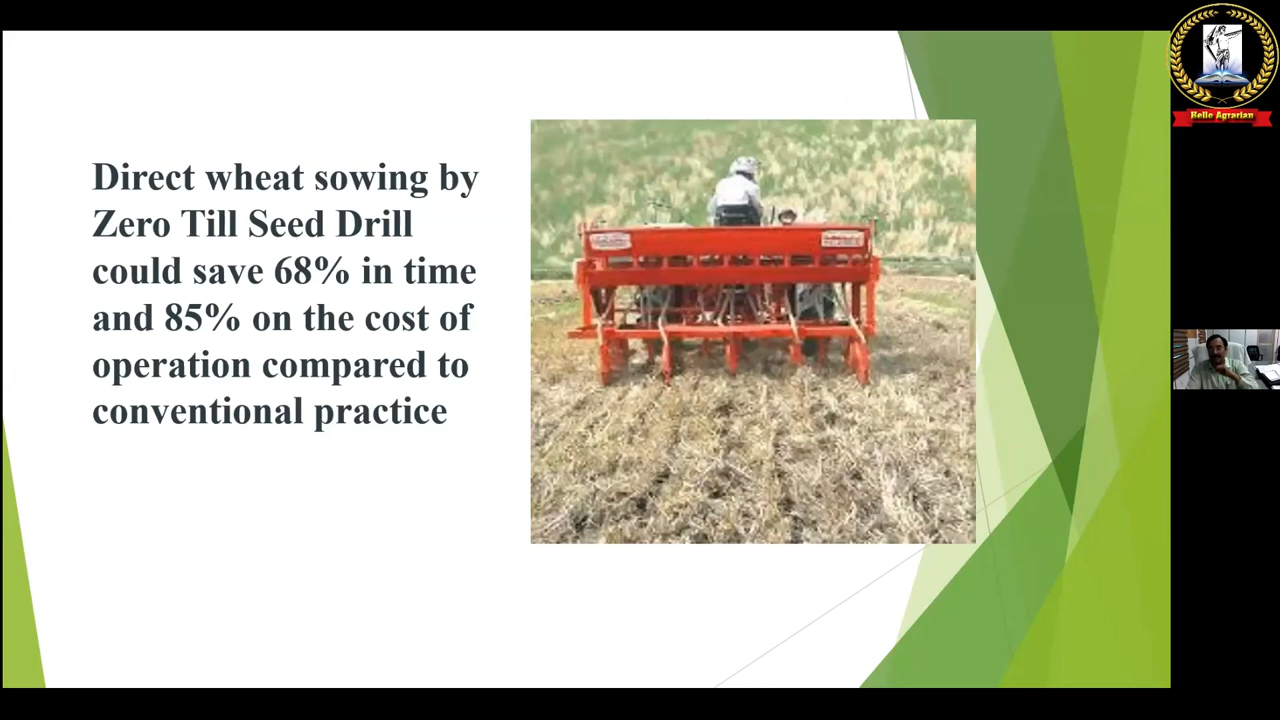 Direct wheat sowing by
Zero Till Seed Drill
could save 68% in time
and 85% on the cost of
operation compared to
conventional practice
Hello Agrarian